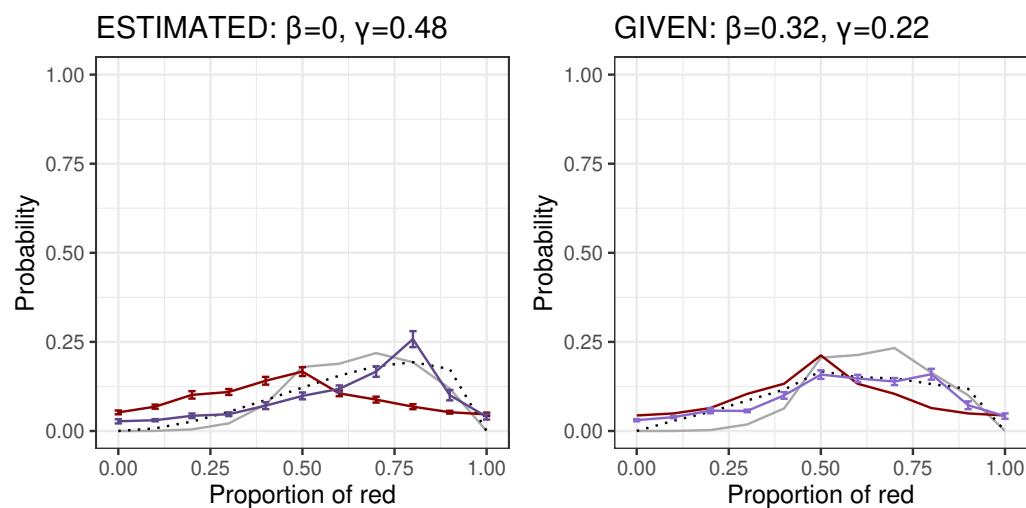 ESTIMATED: β=0, γ=0.48
1.00
0.75
0.50
0.25
0.00
Probability
0.00 0.25 0.50 0.75 1.00
Proportion of red
GIVEN: β=0.32, γ=0.22
1.00
0.75
0.50
0.25
0.00
Probability
0.00 0.25 0.50 0.75 1.00
Proportion of red